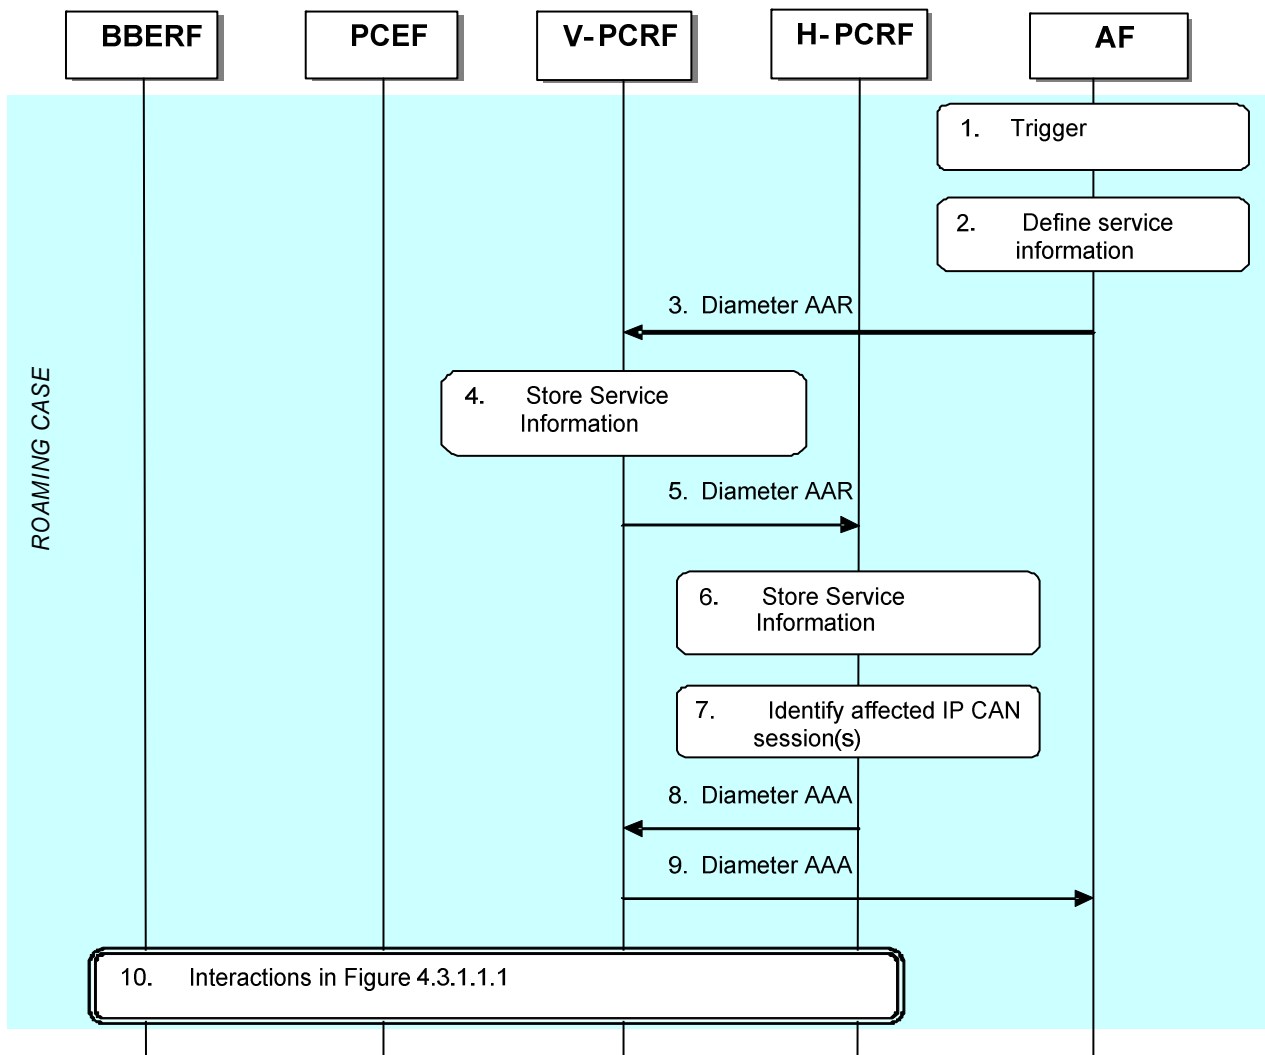 BBERF
PCEF
V-PCRF
H-PCRF
AF
1. Trigger
2. Define service
information
3. Diameter AAR
ROAMING CASE
4. Store Service
Information
5. Diameter AAR
6. Store Service
Information
7. Identify affected IP CAN
session(s)
8. Diameter AAA
9. Diameter AAA
10. Interactions in Figure 4.3.1.1.1